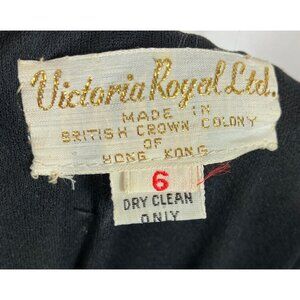 Victoria Royal Ltd.
MADE IN
BRITISH CROWN COLONY
OF
HONG KONG
6
DRY CLEAN
ONLY